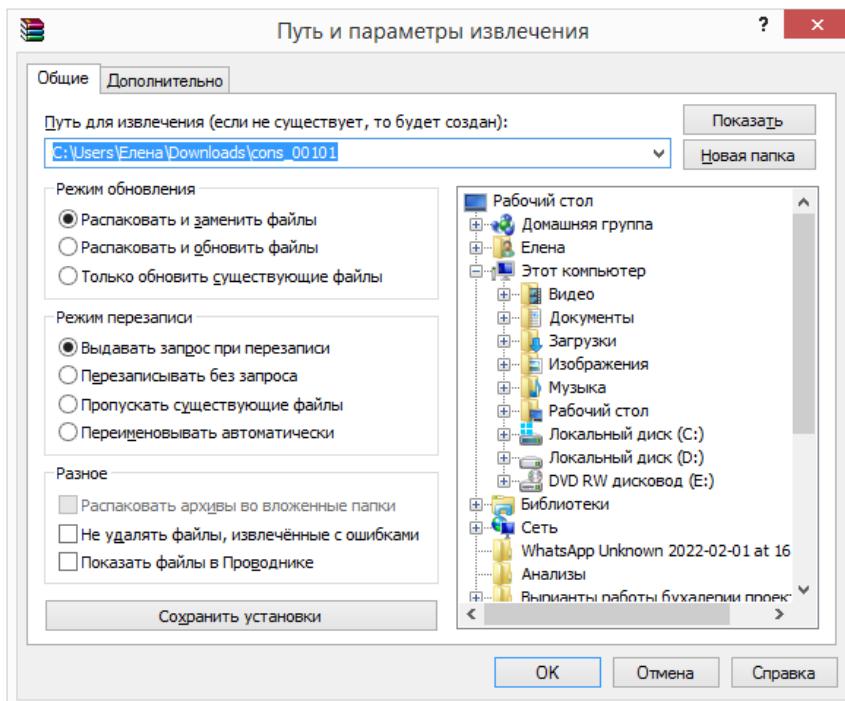 Путь и параметры извлечения
?
Общие
Дополнительно
Путь для извлечения (если не существует, то будет создан):
Показать
C:\Users\Елена\Downloads\cons_00101
Новая папка
Режим обновления
Распаковать и заменить файлы
Распаковать и обновить файлы
Только обновить существующие файлы
Режим перезаписи
Выдавать запрос при перезаписи
Перезаписывать без запроса
Пропускать существующие файлы
Переименовывать автоматически
Разное
Распаковать архивы во вложенные папки
Не удалять файлы, извлечённые с ошибками
Показать файлы в Проводнике
Сохранить установки
Рабочий стол
Домашняя группа
Елена
Этот компьютер
Видео
Документы
Загрузки
Изображения
Музыка
Рабочий стол
Локальный диск (C:)
Локальный диск (D:)
DVD RW дисковод (E:)
Библиотеки
Сеть
WhatsApp Unknown 2022-02-01 at 16
Анализы
Вырианты работы бухалерии проек
OK
Отмена
Справка